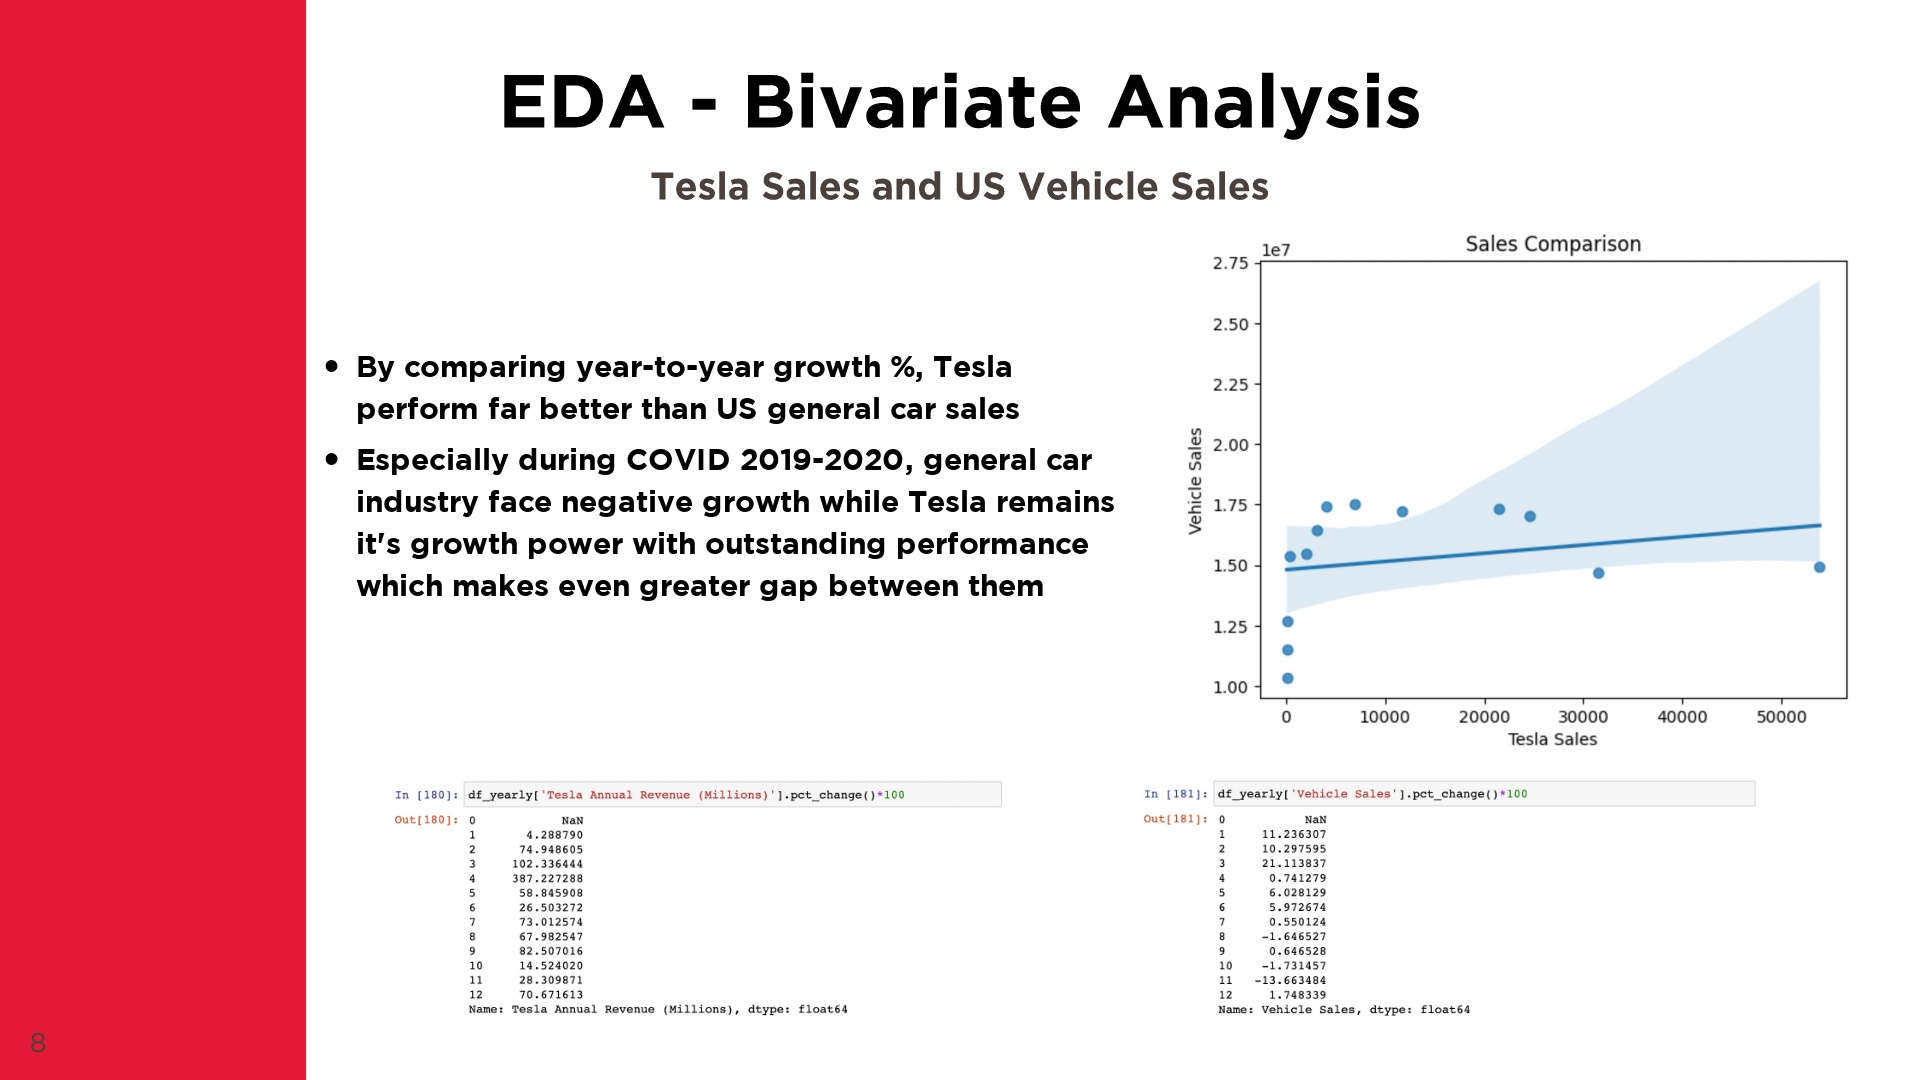 EDA - Bivariate Analysis
Tesla Sales and US Vehicle Sales
• By comparing year-to-year growth %, Tesla
perform far better than US general car sales
• Especially during COVID 2019-2020, general car
industry face negative growth while Tesla remains
it's growth power with outstanding performance
which makes even greater gap between them
Sales Comparison
1e7
2.75
2.50
2.25
2.00
1.75
1.50
1.25
1.00
Vehicle Sales
0 10000 20000 30000 40000 50000
Tesla Sales
In [180]: df_yearly['Tesla Annual Revenue (Millions)'].pct_change()*100
Out[180]: 0 NaN
1 4.288790
2 74.948605
3 102.336444
4 387.227288
5 58.845908
6 26.503272
7 73.012574
8 67.982547
9 82.507016
10 14.524020
11 28.309871
12 70.671613
Name: Tesla Annual Revenue (Millions), dtype: float64
In [181]: df_yearly['Vehicle Sales'].pct_change()*100
Out[181]: 0 NaN
1 11.236307
2 10.297595
3 21.113837
4 0.741279
5 6.028129
6 5.972674
7 0.550124
8 -1.646527
9 0.646528
10 -1.731457
11 -13.663484
12 1.748339
Name: Vehicle Sales, dtype: float64
8